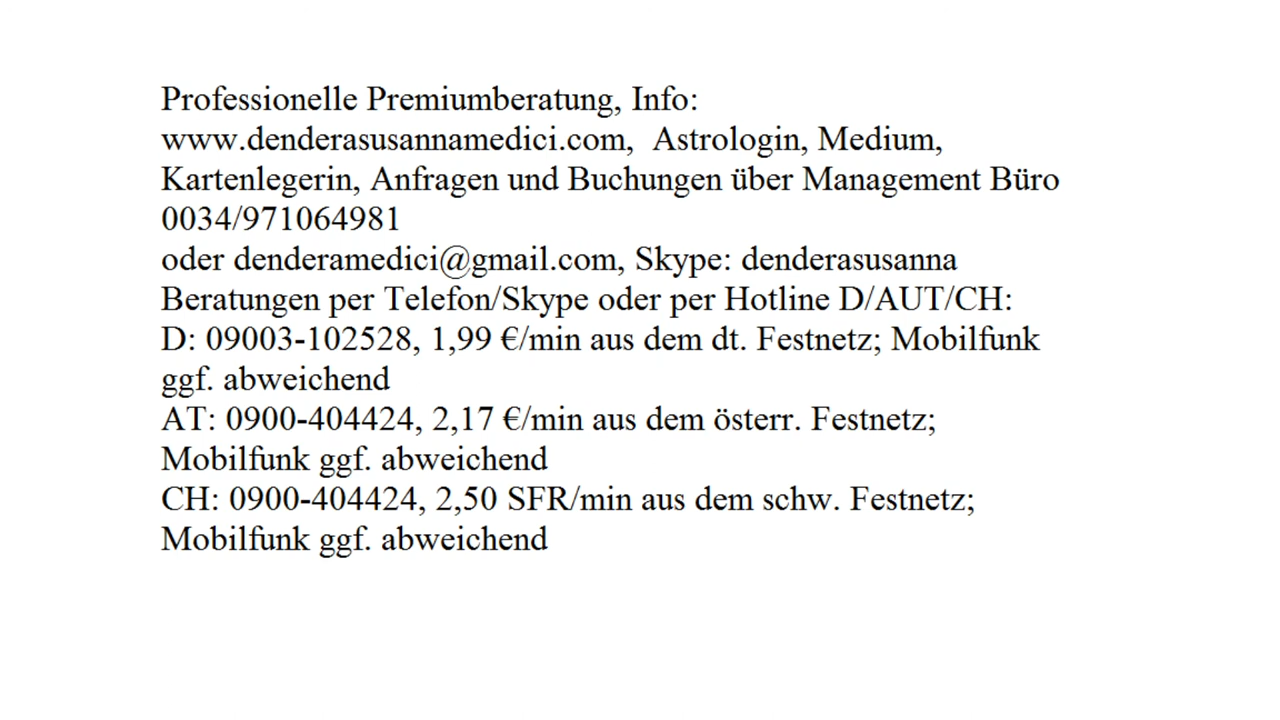 Professionelle Premiumberatung, Info:
www.denderasusannamedici.com,  Astrologin, Medium,
Kartenlegerin, Anfragen und Buchungen über Management Büro
0034/971064981
oder denderamedici@gmail.com, Skype: denderasusanna
Beratungen per Telefon/Skype oder per Hotline D/AUT/CH:
D: 09003-102528, 1,99 €/min aus dem dt. Festnetz; Mobilfunk
ggf. abweichend
AT: 0900-404424, 2,17 €/min aus dem österr. Festnetz;
Mobilfunk ggf. abweichend
CH: 0900-404424, 2,50 SFR/min aus dem schw. Festnetz;
Mobilfunk ggf. abweichend